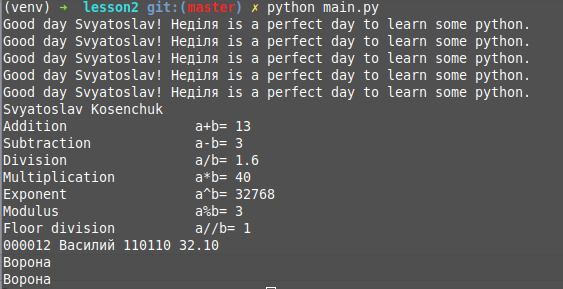 (venv) ➜  lesson2 git:(master) ✗ python main.py
Good day Svyatoslav! Неділя is a perfect day to learn some python.
Good day Svyatoslav! Неділя is a perfect day to learn some python.
Good day Svyatoslav! Неділя is a perfect day to learn some python.
Good day Svyatoslav! Неділя is a perfect day to learn some python.
Good day Svyatoslav! Неділя is a perfect day to learn some python.
Svyatoslav Kosenchuk
Addition                a+b= 13
Subtraction             a-b= 3
Division                a/b= 1.6
Multiplication          a*b= 40
Exponent                a^b= 32768
Modulus                 a%b= 3
Floor division          a//b= 1
000012 Василий 110110 32.10
Ворона
Ворона